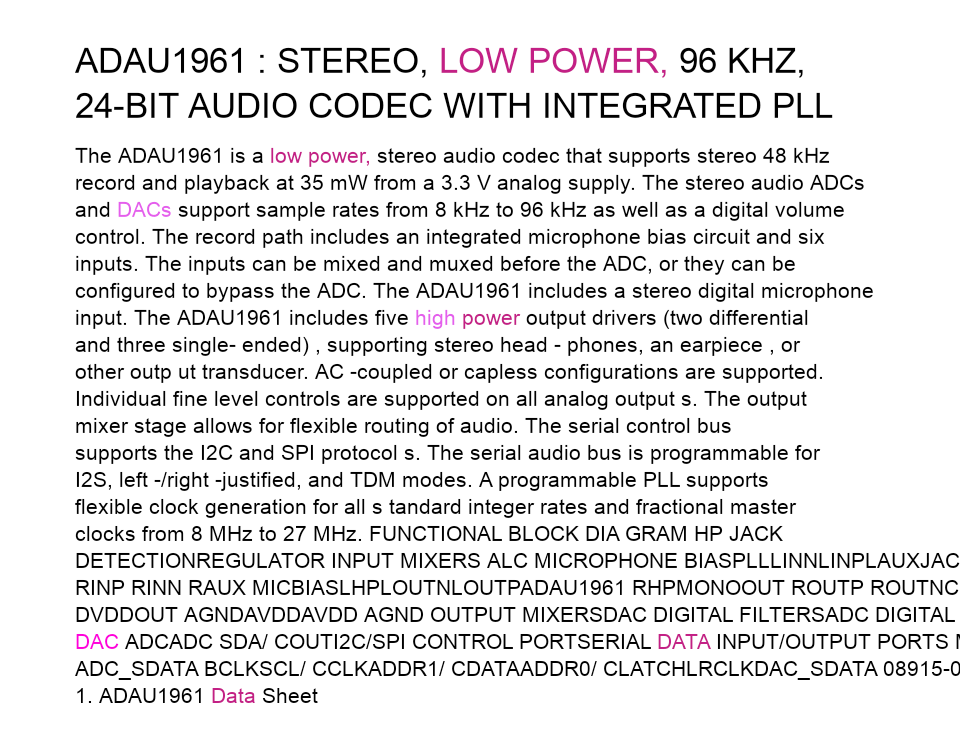 ADAU1961 : STEREO, LOW POWER, 96 KHZ,
24-BIT AUDIO CODEC WITH INTEGRATED PLL
The ADAU1961 is a low power, stereo audio codec that supports stereo 48 kHz
record and playback at 35 mW from a 3.3 V analog supply. The stereo audio ADCs
and DACs support sample rates from 8 kHz to 96 kHz as well as a digital volume
control. The record path includes an integrated microphone bias circuit and six
inputs. The inputs can be mixed and muxed before the ADC, or they can be
configured to bypass the ADC. The ADAU1961 includes a stereo digital microphone
input. The ADAU1961 includes five high power output drivers (two differential
and three single- ended) , supporting stereo head - phones, an earpiece , or
other outp ut transducer. AC -coupled or capless configurations are supported.
Individual fine level controls are supported on all analog output s. The output
mixer stage allows for flexible routing of audio. The serial control bus
supports the I2C and SPI protocol s. The serial audio bus is programmable for
I2S, left -/right -justified, and TDM modes. A programmable PLL supports
flexible clock generation for all s tandard integer rates and fractional master
clocks from 8 MHz to 27 MHz. FUNCTIONAL BLOCK DIA GRAM HP JACK
DETECTIONREGULATOR INPUT MIXERS ALC MICROPHONE BIASPLLLINNLINPLAUXJAC
RINP RINN RAUX MICBIASLHPLOUTNLOUTPADAU1961 RHPMONOOUT ROUTP ROUTNC
DVDDOUT AGNDAVDDAVDD AGND OUTPUT MIXERSDAC DIGITAL FILTERSADC DIGITAL
DAC ADCADC SDA/ COUTI2C/SPI CONTROL PORTSERIAL DATA INPUT/OUTPUT PORTS
ADC_SDATA BCLKSCL/ CCLKADDR1/ CDATAADDR0/ CLATCHLRCLKDAC_SDATA 08915-0
1. ADAU1961 Data Sheet